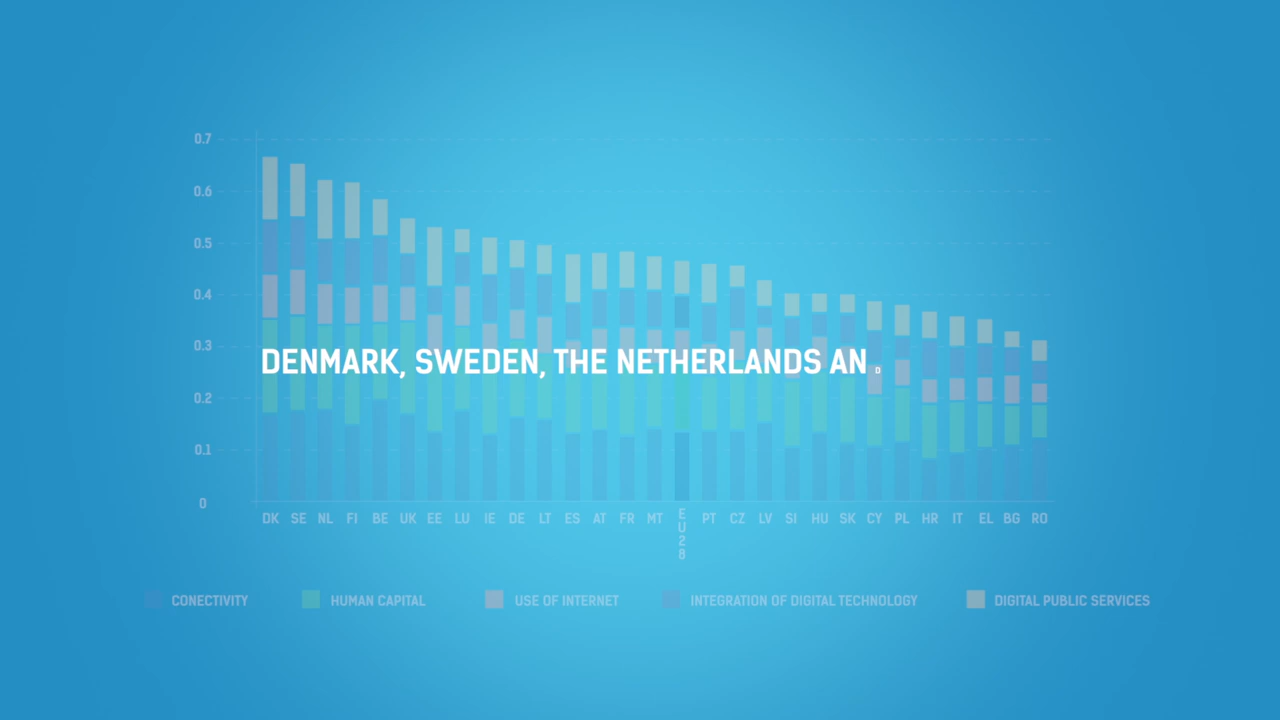 0.7
0.6
0.5
0.4
0.3
DENMARK, SWEDEN, THE NETHERLANDS AND
0.2
0.1
0
DK SE NL FI BE UK EE LU IE DE LT ES AT FR MT EU28 PT CZ LV SI HU SK CY PL HR IT EL BG RO
CONECTIVITY HUMAN CAPITAL USE OF INTERNET INTEGRATION OF DIGITAL TECHNOLOGY DIGITAL PUBLIC SERVICES